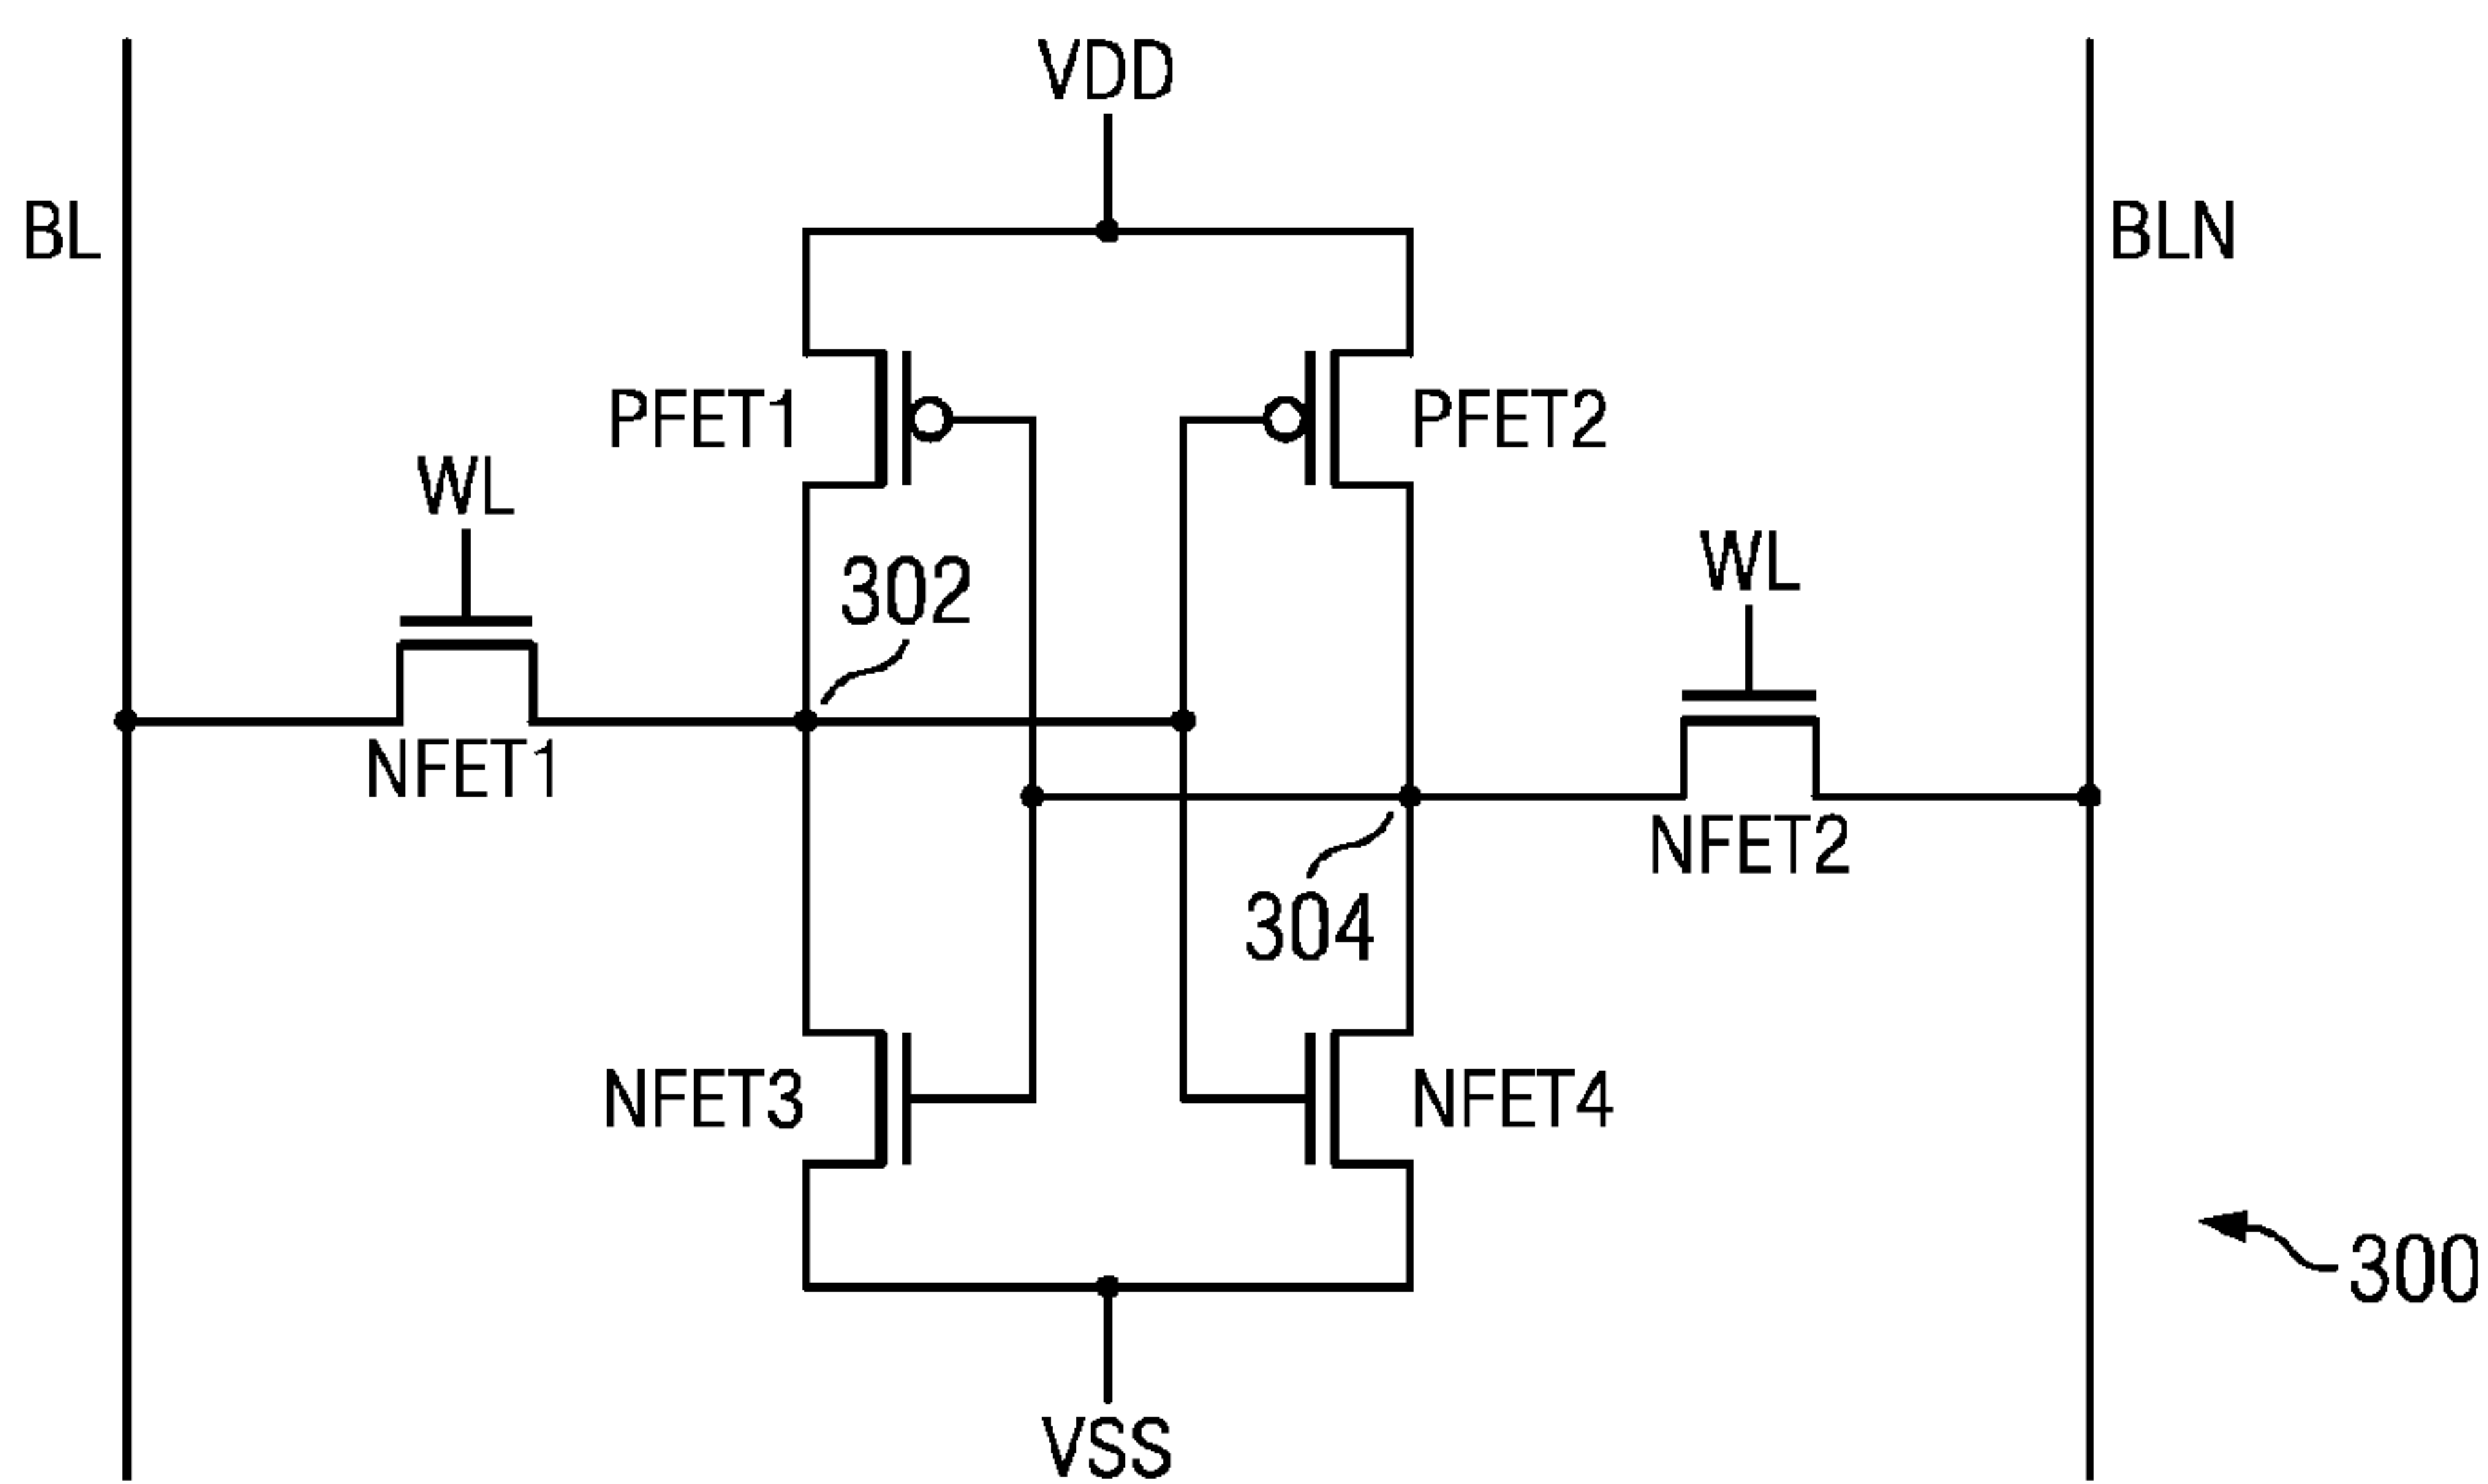 VDD
BL
BLN
PFET1
PFET2
WL
WL
302
NFET1
NFET2
304
NFET3
NFET4
300
VSS